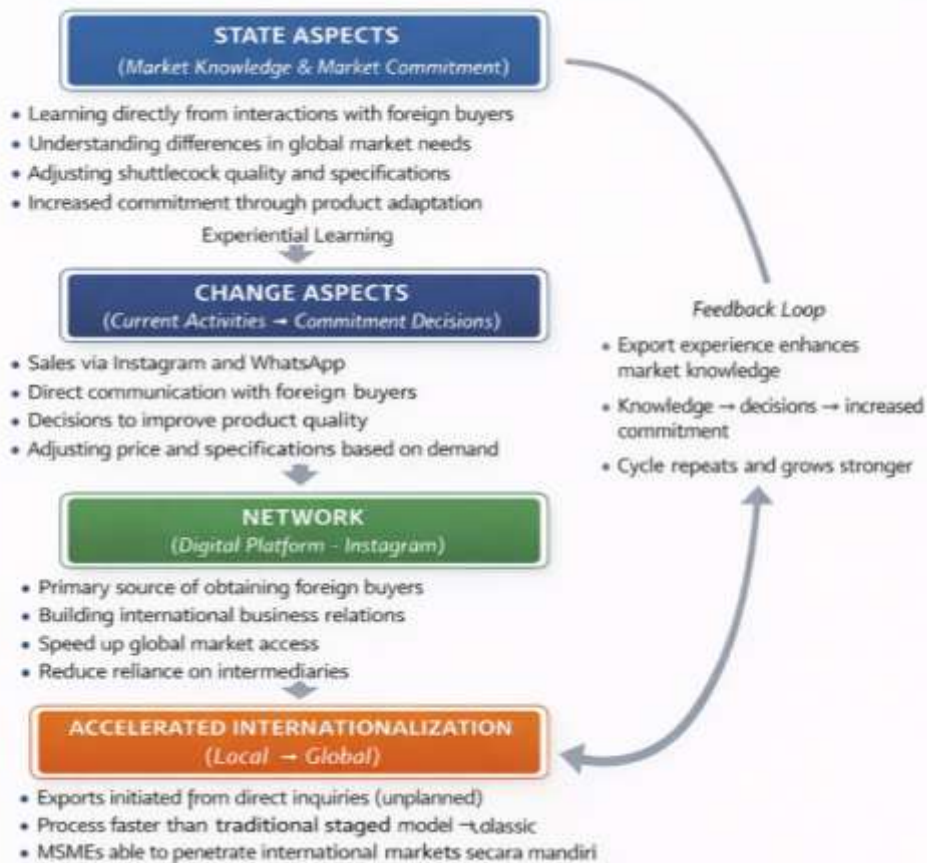 STATE ASPECTS
(Market Knowledge & Market Commitment)
• Learning directly from interactions with foreign buyers
• Understanding differences in global market needs
• Adjusting shuttlecock quality and specifications
• Increased commitment through product adaptation
Experiential Learning
CHANGE ASPECTS
(Current Activities → Commitment Decisions)
• Sales via Instagram and WhatsApp
• Direct communication with foreign buyers
• Decisions to improve product quality
• Adjusting price and specifications based on demand
NETWORK
(Digital Platform - Instagram)
• Primary source of obtaining foreign buyers
• Building international business relations
• Speed up global market access
• Reduce reliance on intermediaries
ACCELERATED INTERNATIONALIZATION
(Local → Global)
• Exports initiated from direct inquiries (unplanned)
• Process faster than traditional staged model → classic
• MSMEs able to penetrate international markets secara mandiri
Feedback Loop
• Export experience enhances
market knowledge
• Knowledge → decisions → increased
commitment
• Cycle repeats and grows stronger